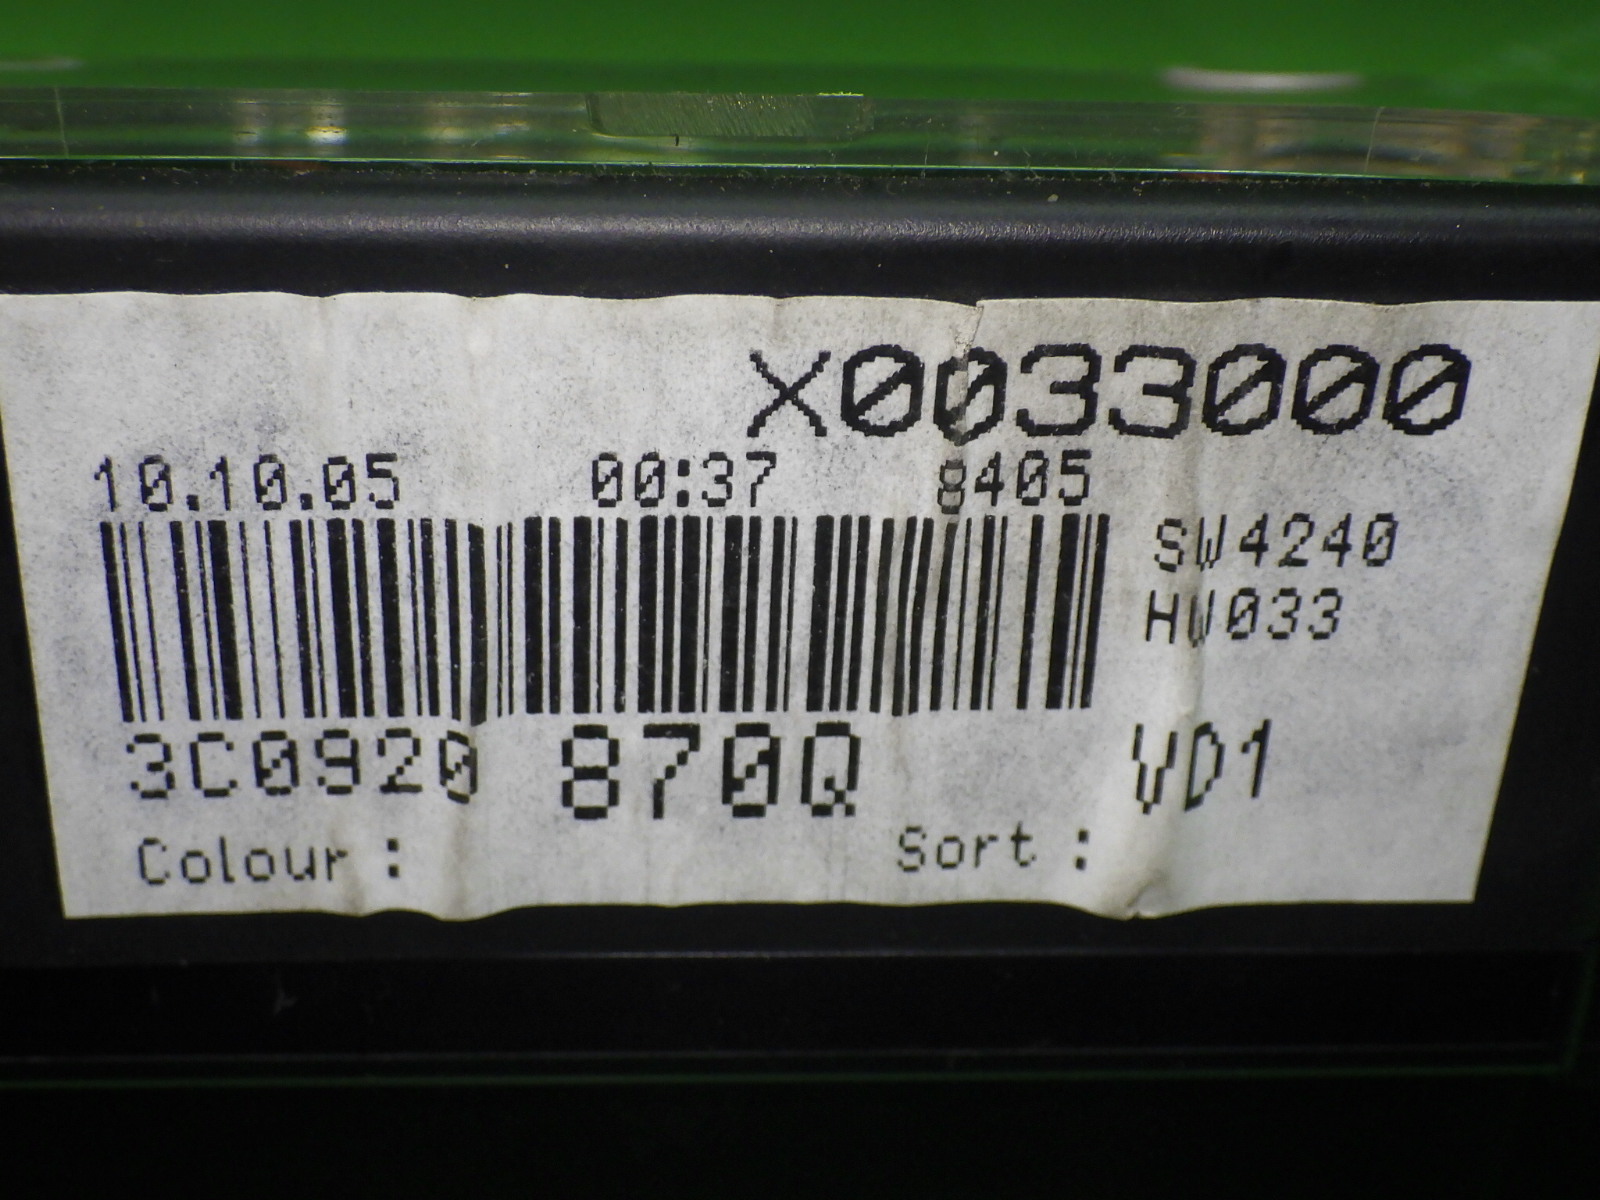 X0033000
10.10.05 00:37 8405
SW4240
HW033
3C0920 870Q VD1
Colour : Sort :